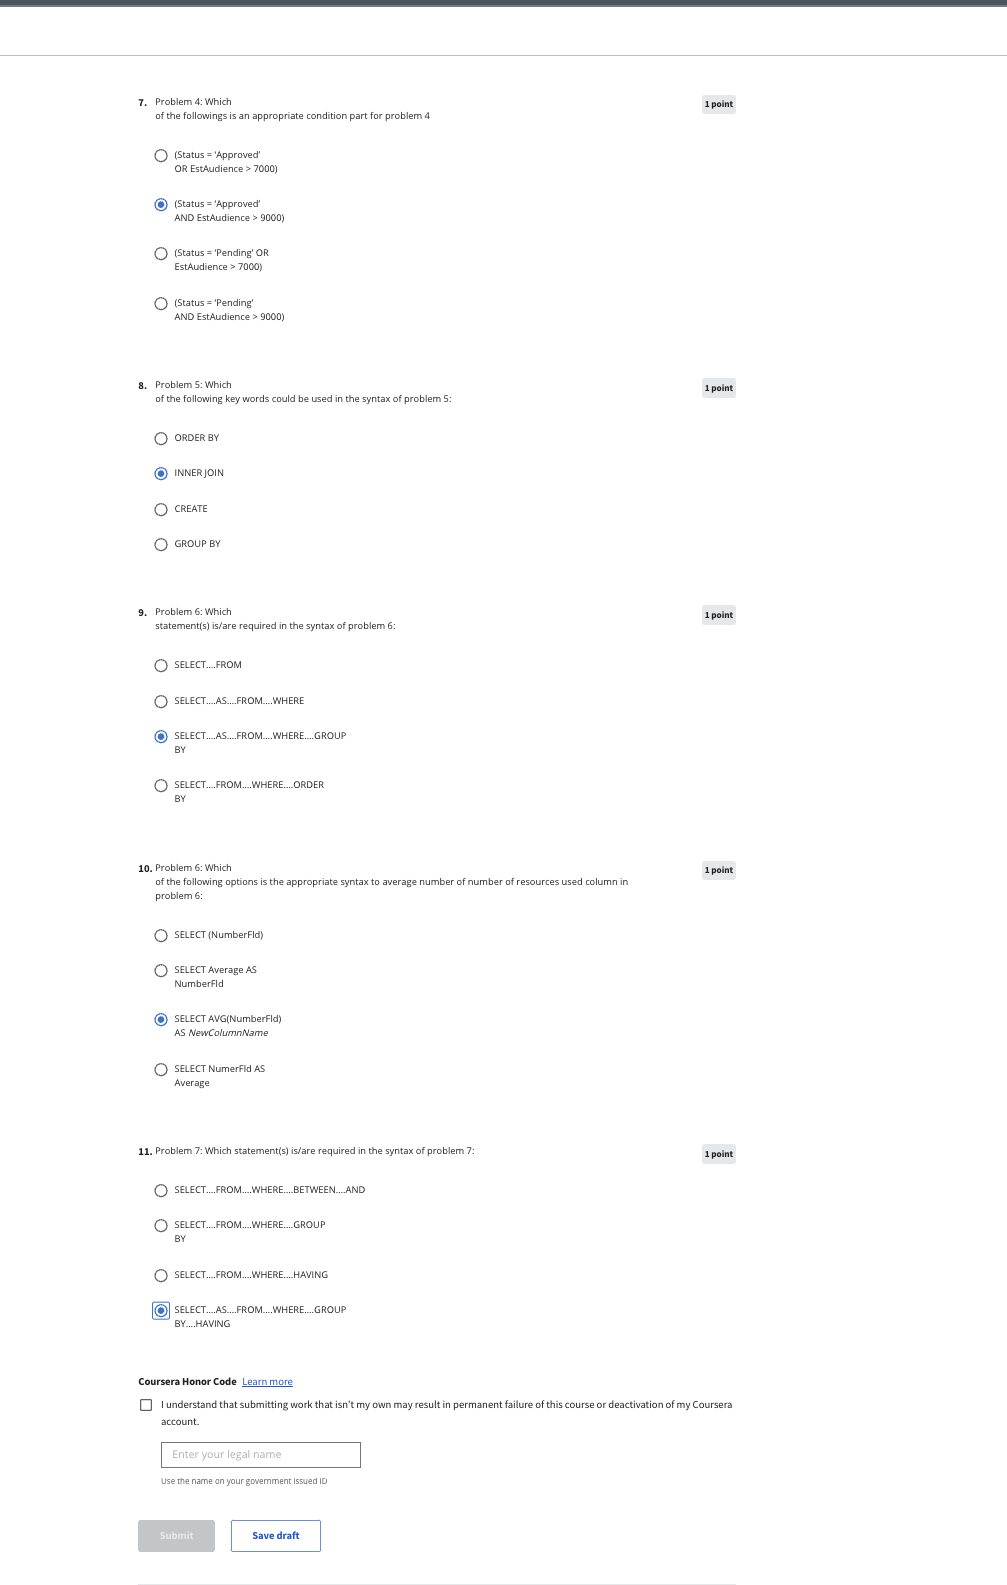 7. Problem 4: Which
1 point
of the followings is an appropriate condition part for problem 4
(Status = ‘Approved’
OR EstAudience > 7000)
(Status = ‘Approved’
AND EstAudience > 9000)
(Status = ‘Pending’ OR
EstAudience > 7000)
(Status = ‘Pending’
AND EstAudience > 9000)
8. Problem 5: Which
1 point
of the following key words could be used in the syntax of problem 5:
ORDER BY
INNER JOIN
CREATE
GROUP BY
9. Problem 6: Which
1 point
statement(s) is/are required in the syntax of problem 6:
SELECT....FROM
SELECT....AS....FROM....WHERE
SELECT....AS....FROM....WHERE....GROUP
BY
SELECT....FROM....WHERE....ORDER
BY
10. Problem 6: Which
1 point
of the following options is the appropriate syntax to average number of number of resources used column in
problem 6:
SELECT (NumberFld)
SELECT Average AS
NumberFld
SELECT AVG(NumberFld)
AS NewColumnName
SELECT NumerFld AS
Average
11. Problem 7: Which statement(s) is/are required in the syntax of problem 7:
1 point
SELECT....FROM....WHERE....BETWEEN....AND
SELECT....FROM....WHERE....GROUP
BY
SELECT....FROM....WHERE....HAVING
SELECT....AS....FROM....WHERE....GROUP
BY....HAVING
Coursera Honor Code Learn more
I understand that submitting work that isn’t my own may result in permanent failure of this course or deactivation of my Coursera
account.
Enter your legal name
Use the name on your government issued ID
Submit
Save draft